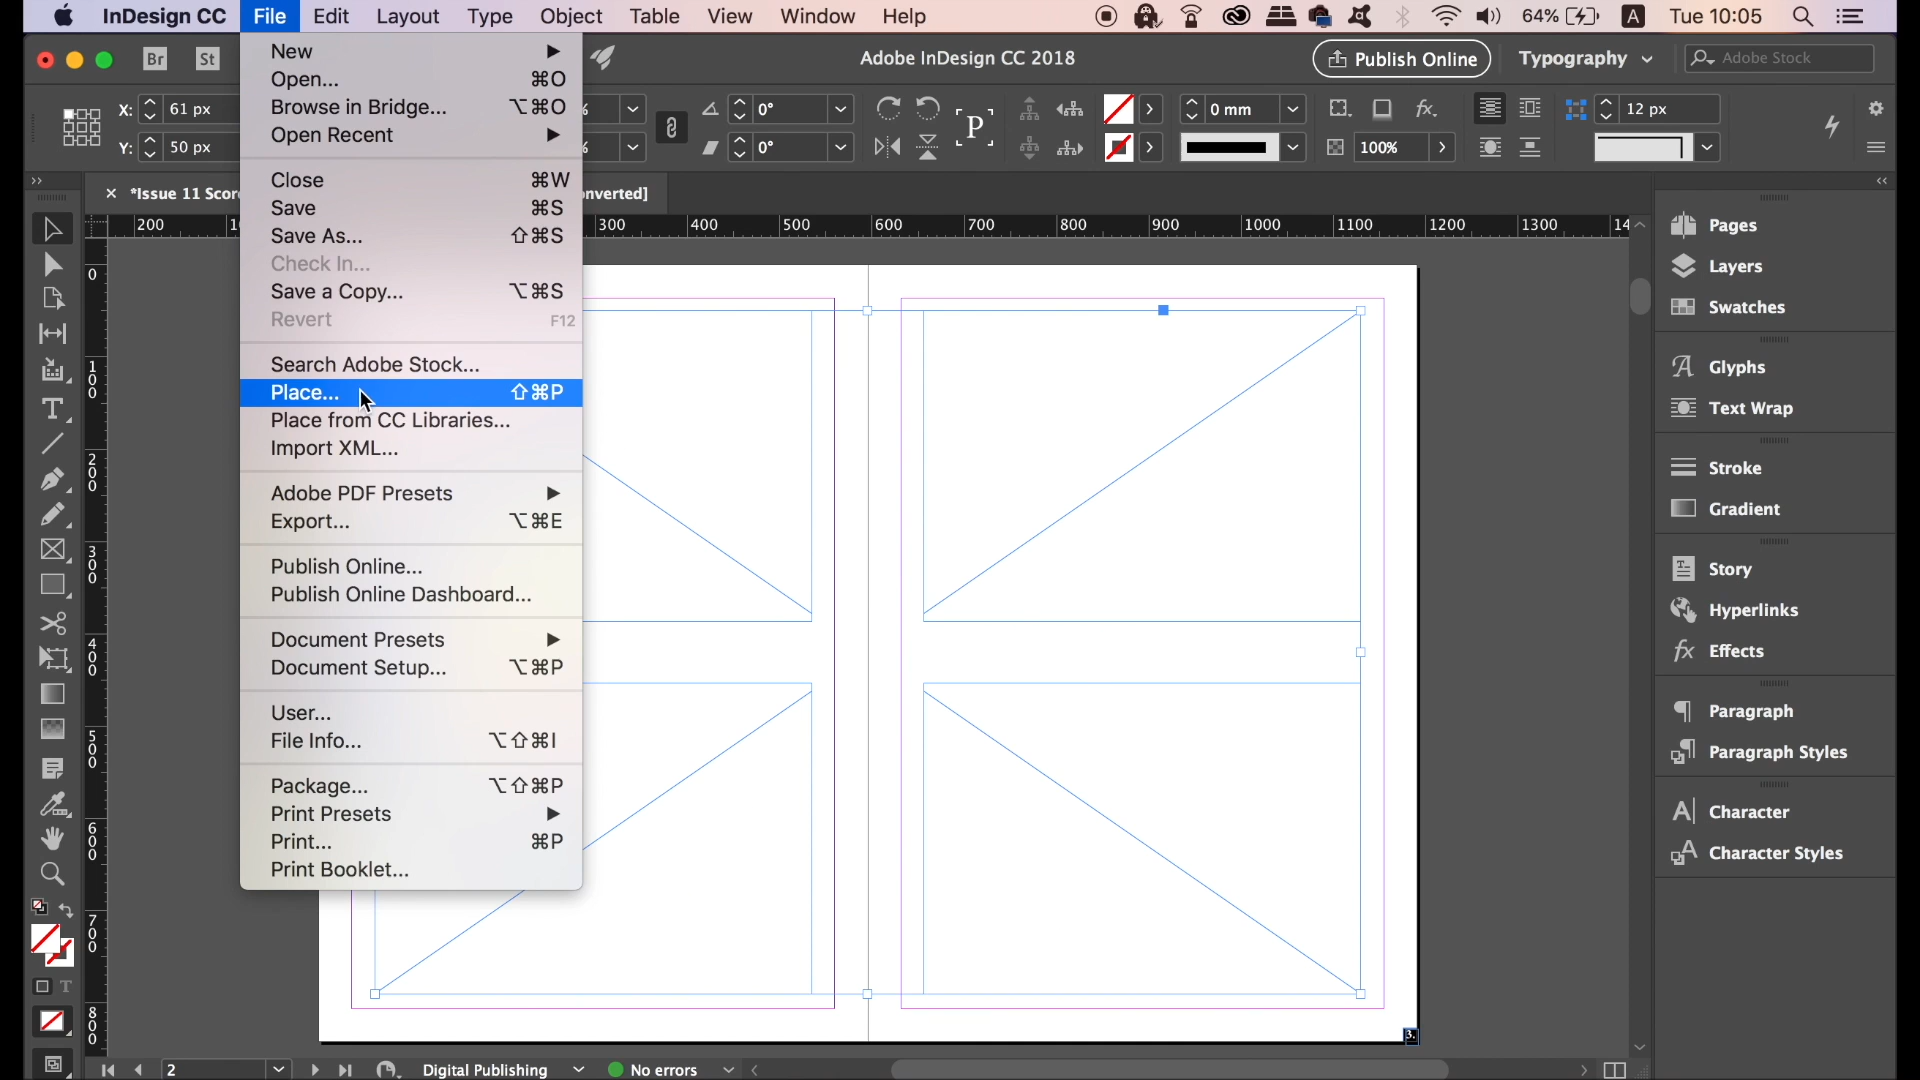 InDesign CC File Edit Layout Type Object Table View Window Help 64% A Tue 10:05
Br St Adobe InDesign CC 2018 Publish Online Typography Adobe Stock
X: 61 px 0° 0 mm fx. 12 px
Y: 50 px 0° P 100%
New
Open... ⌘O
Browse in Bridge... ⌥⌘O
Open Recent
Close ⌘W
Save ⌘S
Save As... ⇧⌘S
Check In...
Save a Copy... ⌥⌘S
Revert F12
Search Adobe Stock...
Place... ⇧⌘P
Place from CC Libraries...
Import XML...
Adobe PDF Presets
Export... ⌥⌘E
Publish Online...
Publish Online Dashboard...
Document Presets
Document Setup... ⌥⌘P
User...
File Info... ⌥⇧⌘I
Package... ⌥⇧⌘P
Print Presets
Print... ⌘P
Print Booklet...
200 300 400 500 600 700 800 900 1000 1100 1200 1300
0
100
200
300
400
500
600
700
800
Pages
Layers
Swatches
Glyphs
Text Wrap
Stroke
Gradient
Story
Hyperlinks
fx Effects
Paragraph
Paragraph Styles
Character
Character Styles
2 Digital Publishing No errors